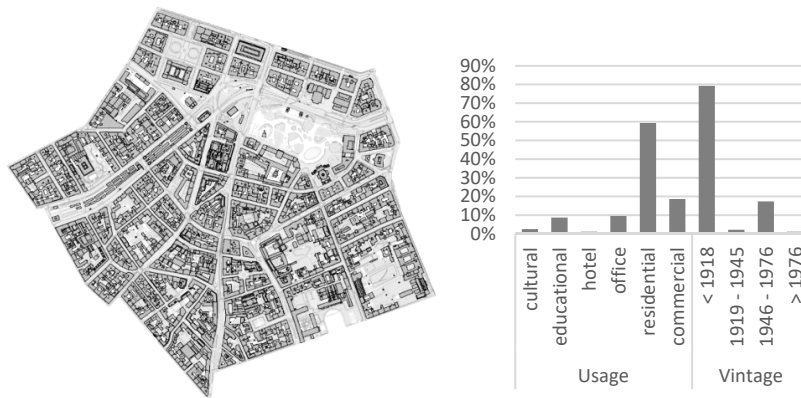 90%
80%
70%
60%
50%
40%
30%
20%
10%
0%
cultural
educational
hotel
office
residential
commercial
< 1918
1919 - 1945
1946 - 1976
> 1976
Usage
Vintage